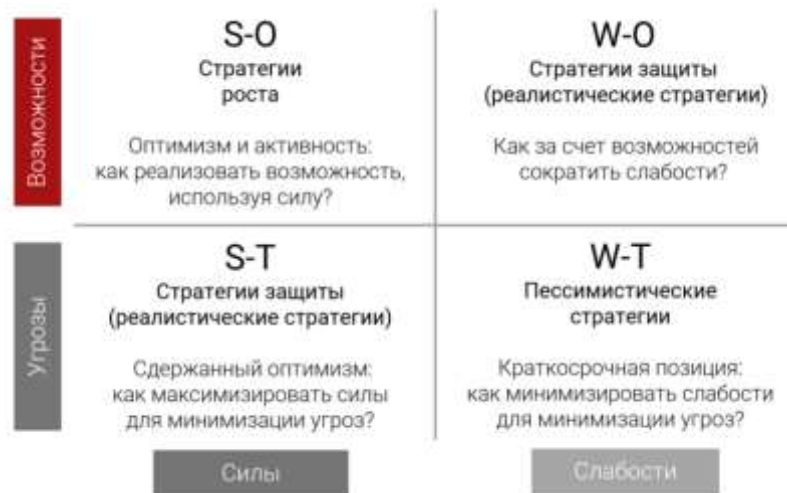 Возможности
S-O
Стратегии
роста
Оптимизм и активность:
как реализовать возможность,
используя силу?
W-O
Стратегии защиты
(реалистические стратегии)
Как за счет возможностей
сократить слабости?
Угрозы
S-T
Стратегии защиты
(реалистические стратегии)
Сдержанный оптимизм:
как максимизировать силы
для минимизации угроз?
W-T
Пессимистические
стратегии
Краткосрочная позиция:
как минимизировать слабости
для минимизации угроз?
Силы
Слабости